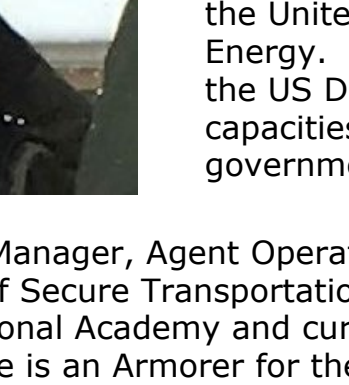 the Unite
Energy.
the US D
capacities
governme
Manager, Agent Operat
f Secure Transportatio
onal Academy and cur
e is an Armorer for the